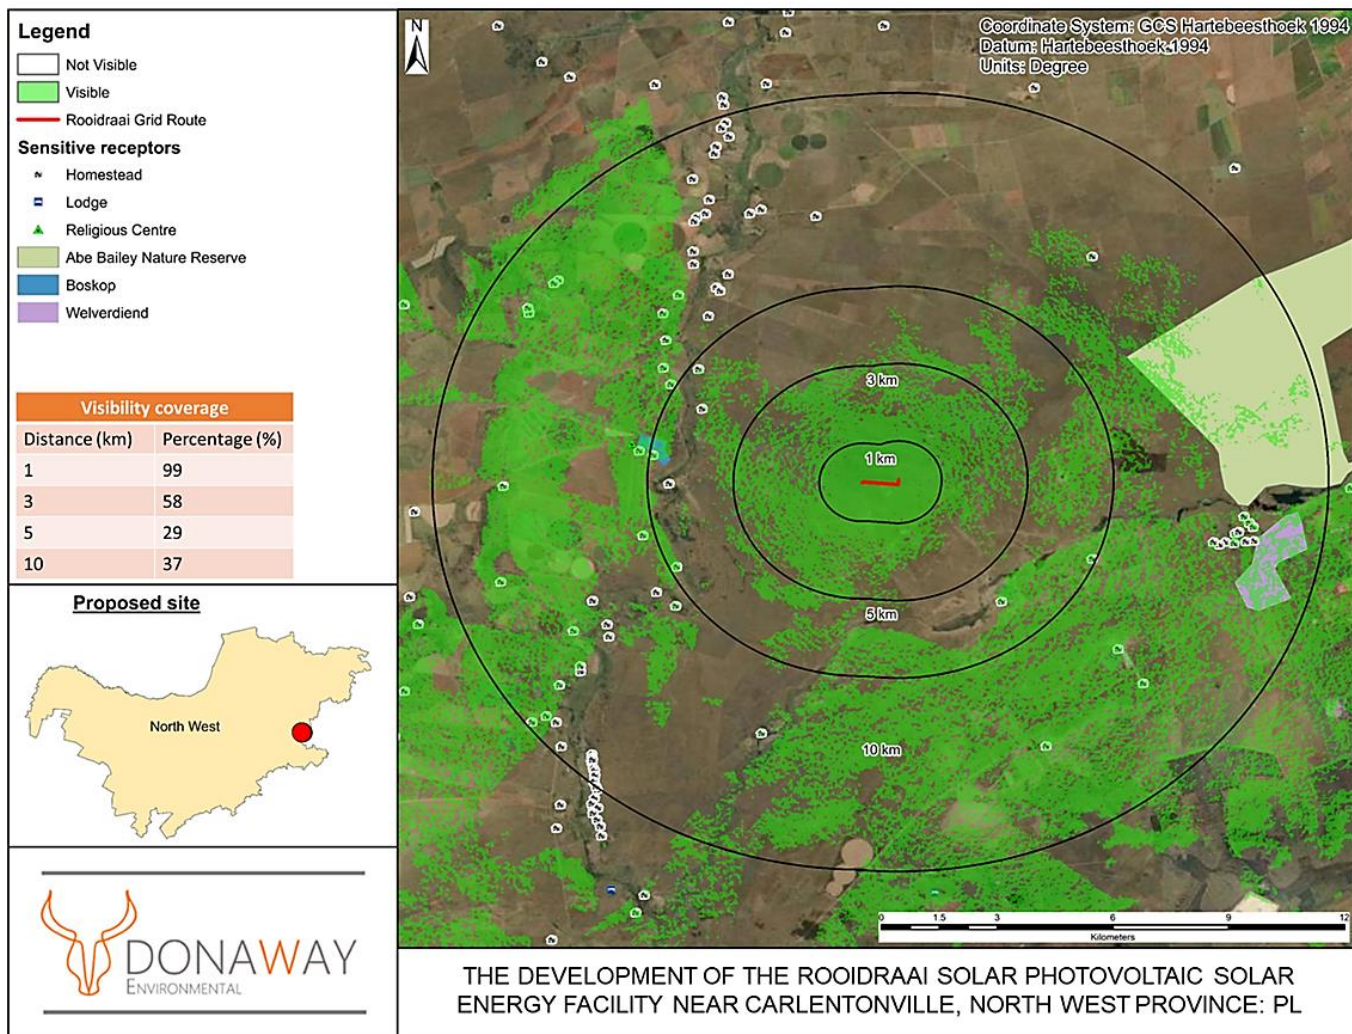 Legend
Not Visible
Visible
Rooidraai Grid Route
Sensitive receptors
Homestead
Lodge
Religious Centre
Abe Bailey Nature Reserve
Boskop
Welverdiend
Visibility coverage
Distance (km) Percentage (%)
1 99
3 58
5 29
10 37
Proposed site
North West
DONAWAY
ENVIRONMENTAL
N
Coordinate System: GCS Hartebeesthoek 1994
Datum: Hartebeesthoek 1994
Units: Degree
3 km
1 km
5 km
10 km
0 1.5 3 6 9 12
Kilometers
THE DEVELOPMENT OF THE ROOIDRAAI SOLAR PHOTOVOLTAIC SOLAR
ENERGY FACILITY NEAR CARLENTONVILLE, NORTH WEST PROVINCE: PL